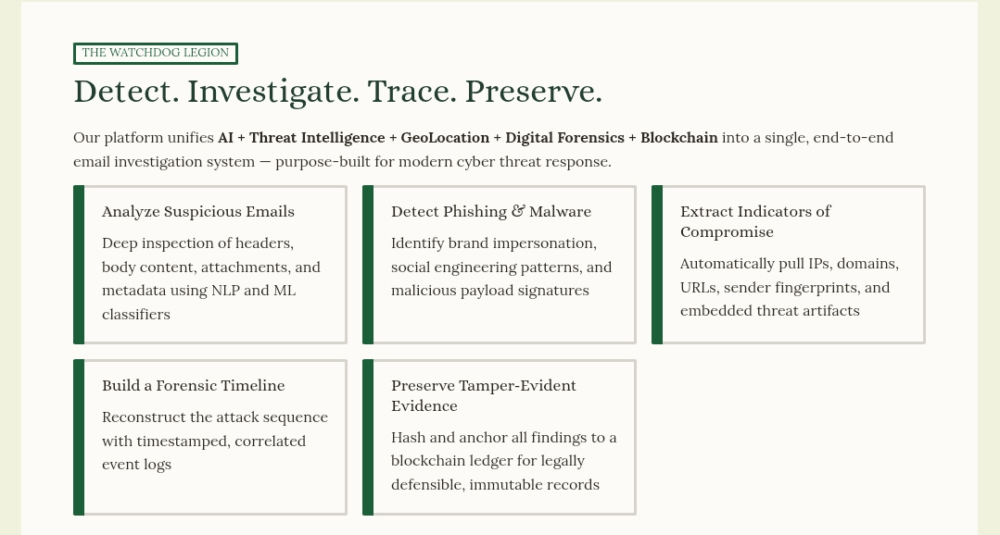 THE WATCHDOG LEGION
Detect. Investigate. Trace. Preserve.
Our platform unifies AI + Threat Intelligence + GeoLocation + Digital Forensics + Blockchain into a single, end-to-end
email investigation system — purpose-built for modern cyber threat response.
Analyze Suspicious Emails
Deep inspection of headers,
body content, attachments, and
metadata using NLP and ML
classifiers
Detect Phishing & Malware
Identify brand impersonation,
social engineering patterns, and
malicious payload signatures
Extract Indicators of
Compromise
Automatically pull IPs, domains,
URLs, sender fingerprints, and
embedded threat artifacts
Build a Forensic Timeline
Reconstruct the attack sequence
with timestamped, correlated
event logs
Preserve Tamper-Evident
Evidence
Hash and anchor all findings to a
blockchain ledger for legally
defensible, immutable records